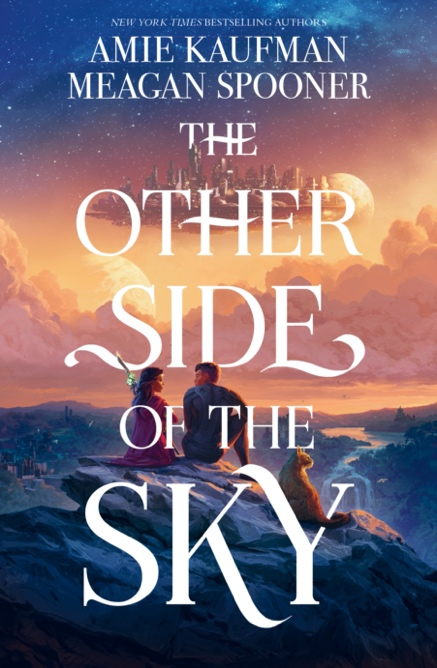 NEW YORK TIMES BESTSELLING AUTHORS
AMIE KAUFMAN
MEAGAN SPOONER
THE
OTHER
SIDE
OF THE
SKY